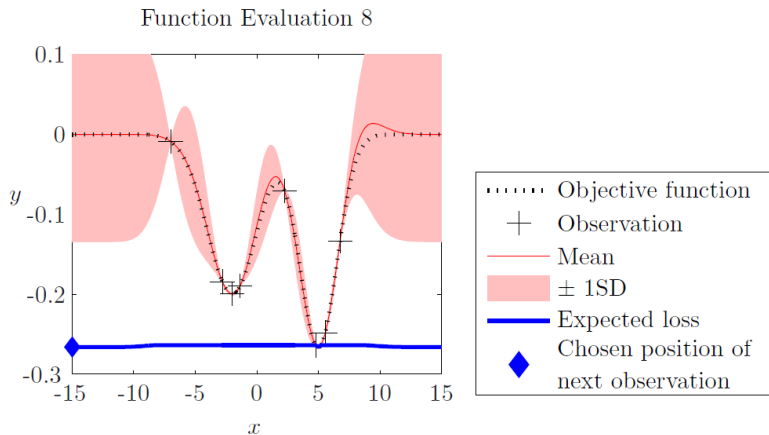 Function Evaluation 8
0.1
0
-0.1
-0.2
-0.3
y
-15
-10
-5
0
5
10
15
x
Objective function
Observation
Mean
± 1SD
Expected loss
Chosen position of
next observation